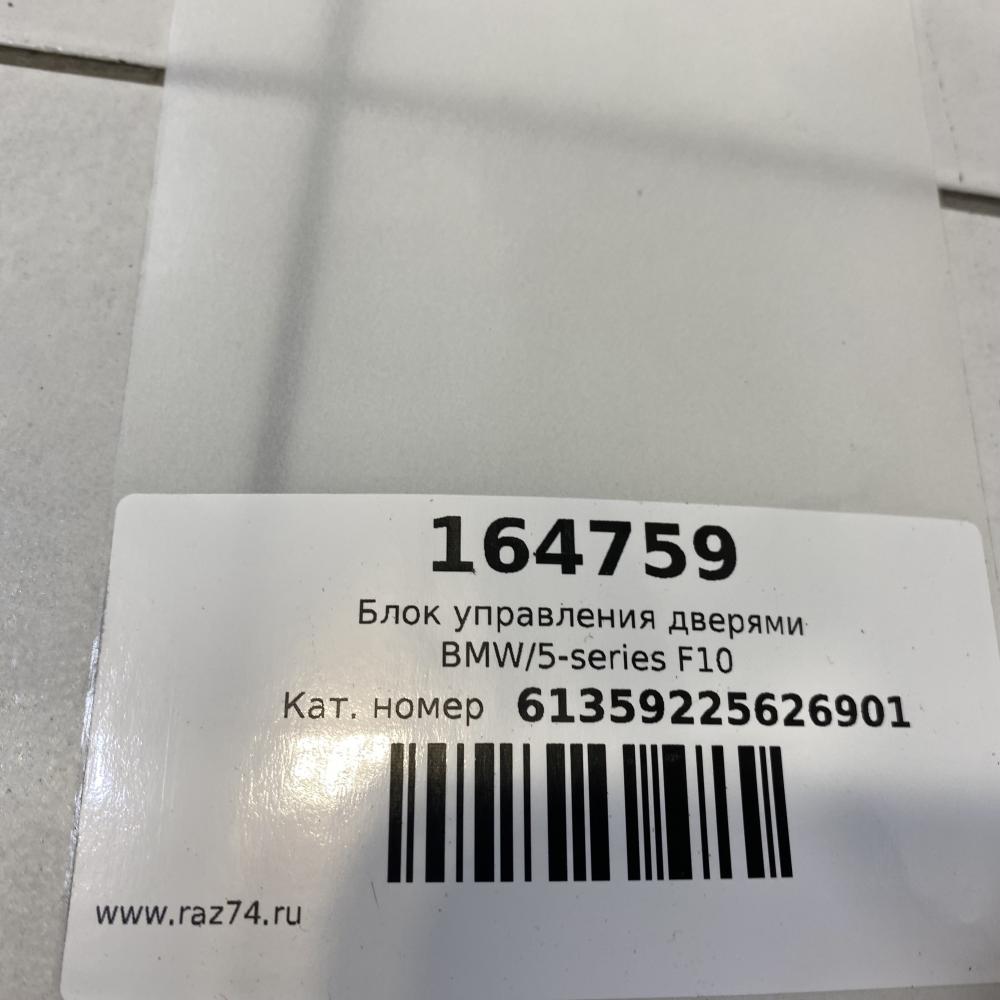 164759
Блок управления дверями
BMW/5-series F10
Кат. номер 61359225626901
www.raz74.ru